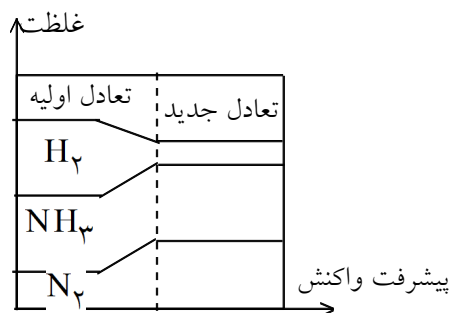 غلظت
تعادل اولیه
تعادل جدید
H₂
NH₃
N₂
پیشرفت واکنش